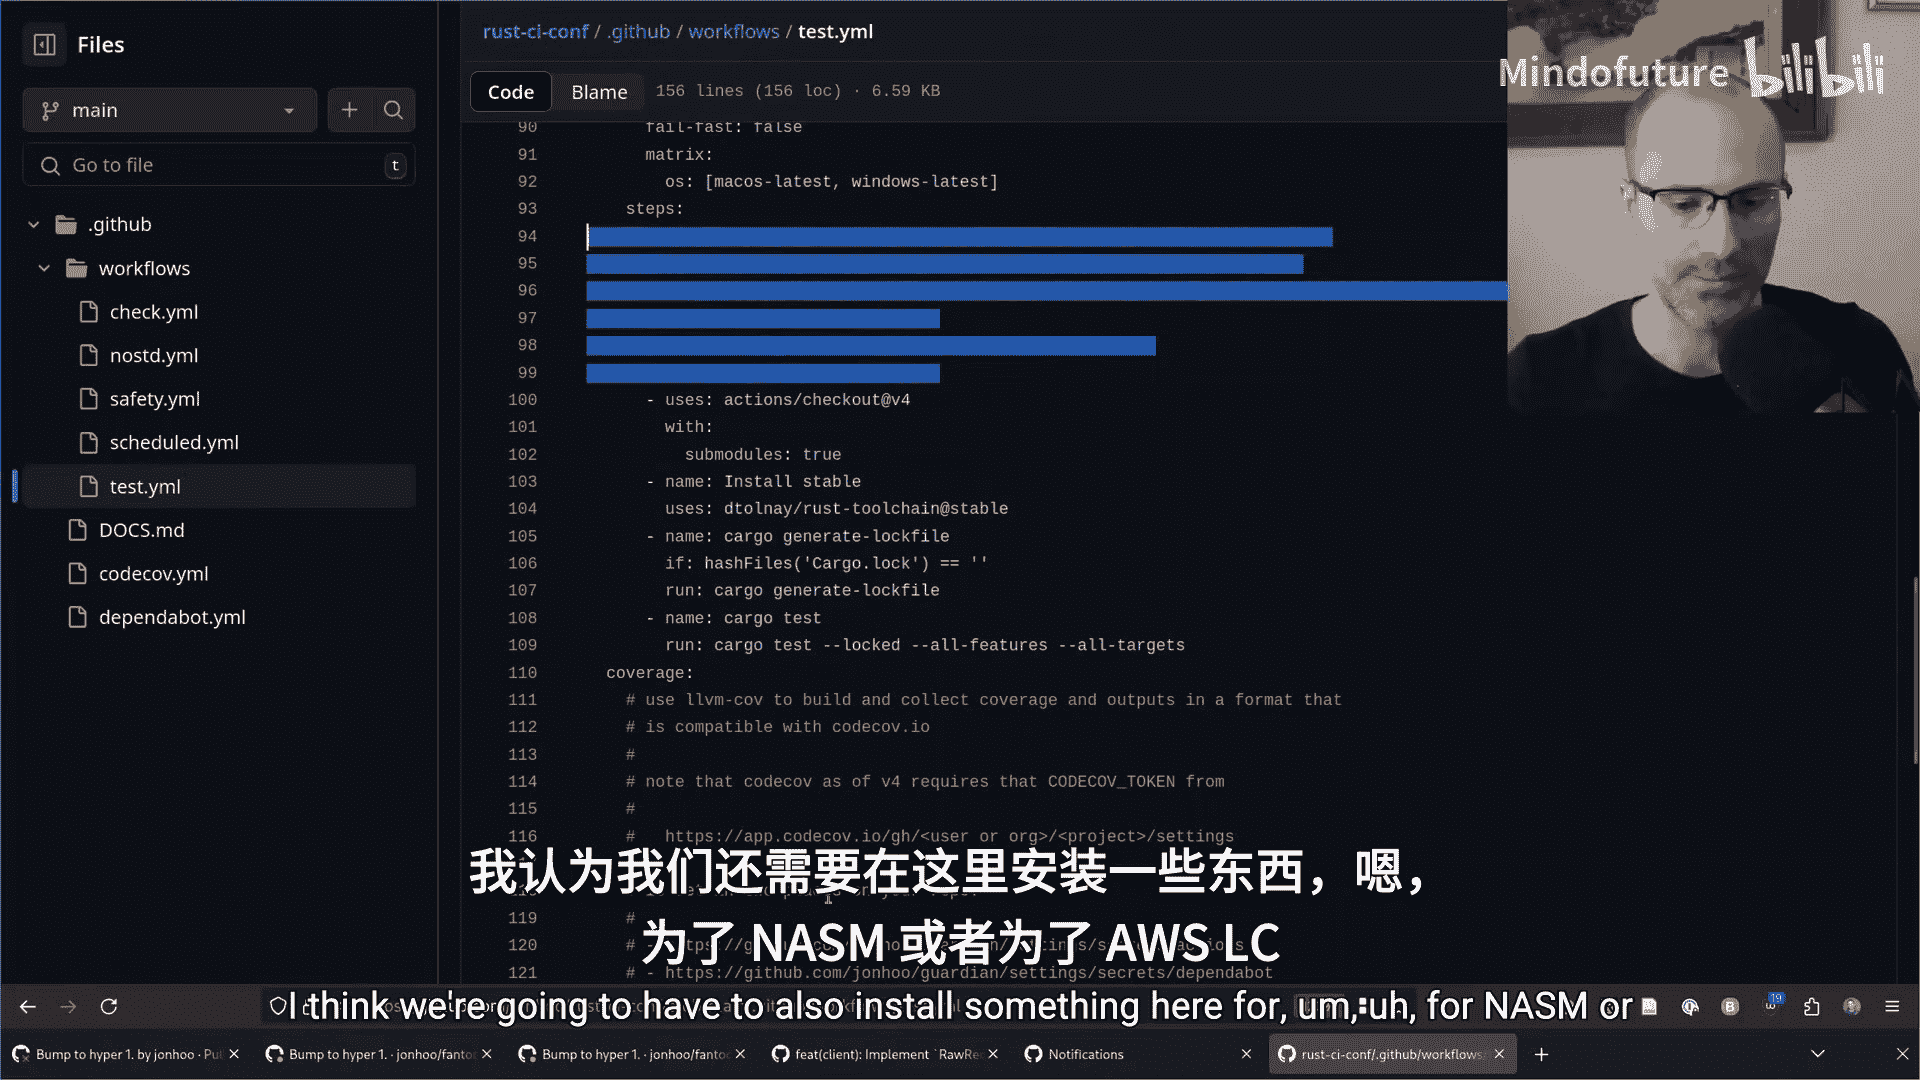 Files
main
Go to file
t
.github
workflows
check.yml
nostd.yml
safety.yml
scheduled.yml
test.yml
DOCS.md
codecov.yml
dependabot.yml
rust-ci-conf / .github / workflows / test.yml
Code Blame 156 lines (156 loc) · 6.59 KB
Mindofuture bilibili
90 fail-fast: false
91 matrix:
92 os: [macos-latest, windows-latest]
93 steps:
94
95
96
97
98
99
100 - uses: actions/checkout@v4
101 with:
102 submodules: true
103 - name: Install stable
104 uses: dtolnay/rust-toolchain@stable
105 - name: cargo generate-lockfile
106 if: hashFiles('Cargo.lock') == ''
107 run: cargo generate-lockfile
108 - name: cargo test
109 run: cargo test --locked --all-features --all-targets
110 coverage:
111 # use llvm-cov to build and collect coverage and outputs in a format that
112 # is compatible with codecov.io
113 #
114 # note that codecov as of v4 requires that CODECOV_TOKEN from
115 #
116 # https://app.codecov.io/gh/<user or org>/<project>/settings
我认为我们还需要在这里安装一些东西，嗯，
119 #
为了 NASM 或者为了 AWS LC
120 #
121 # - https://github.com/jonhoo/guardian/settings/secrets/dependabot
I think we're going to have to also install something here for, um, uh, for NASM or
19
Bump to hyper 1. by jonhoo · Pu
Bump to hyper 1. · jonhoo/fanto
Bump to hyper 1. · jonhoo/fanto
feat(client): Implement `RawRe
Notifications
rust-ci-conf/.github/workflows